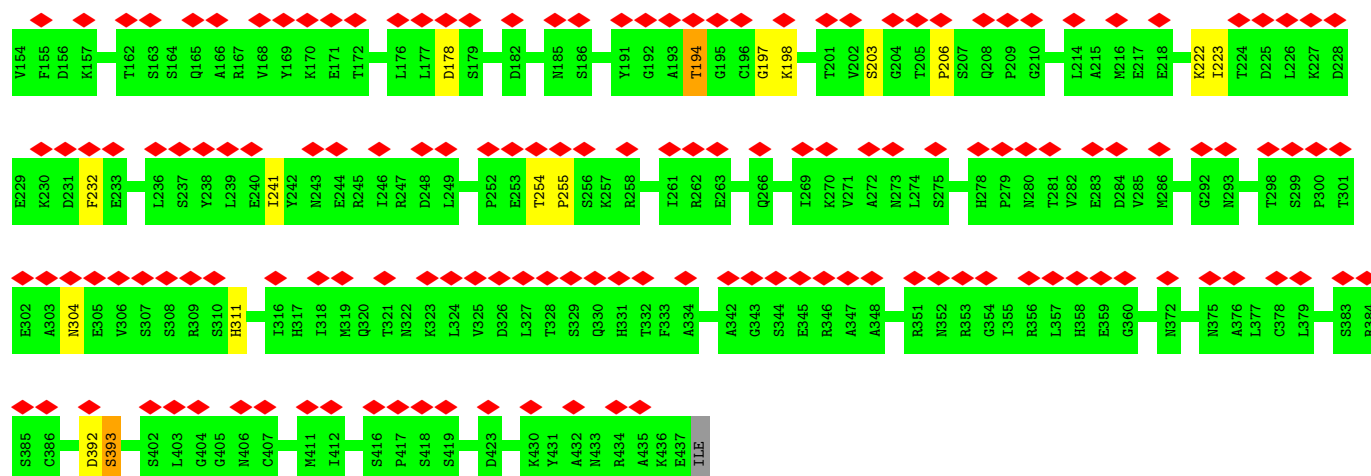 V154 F155 D156 K157 T162 S163 S164 Q165 A166 R167 V168 Y169 K170 E171 T172 L176 L177 D178 S179 D182 N185 S186 Y191 G192 A193 T194 G195 C196 G197 K198 T201 V202 S203 G204 T205 P206 S207 Q208 P209 G210 L214 A215 M216 E217 E218 K222 I223 T224 D225 L226 K227 D228
E229 K230 D231 F232 E233 L236 S237 Y238 L239 E240 I241 Y242 N243 E244 R245 I246 R247 D248 L249 P252 E253 T254 P255 S256 K257 R258 I261 R262 E263 Q266 I269 K270 V271 A272 N273 L274 S275 H278 P279 N280 T281 V282 E283 D284 V285 M286 G292 N293 T298 S299 P300 T301
E302 A303 N304 E305 V306 S307 S308 R309 S310 H311 I316 H317 I318 M319 Q320 T321 N322 K323 L324 V325 D326 L327 T328 S329 Q330 H331 T332 F333 A334 A342 G343 S344 E345 R346 A347 A348 R351 N352 R353 G354 I355 R356 L357 H358 E359 G360 N372 N375 A376 L377 C378 L379 S383
S385 C386 D392 S393 S402 L403 G404 G405 N406 C407 M411 I412 S416 P417 S418 S419 D423 K430 Y431 A432 N433 R434 A435 K436 E437 ILE